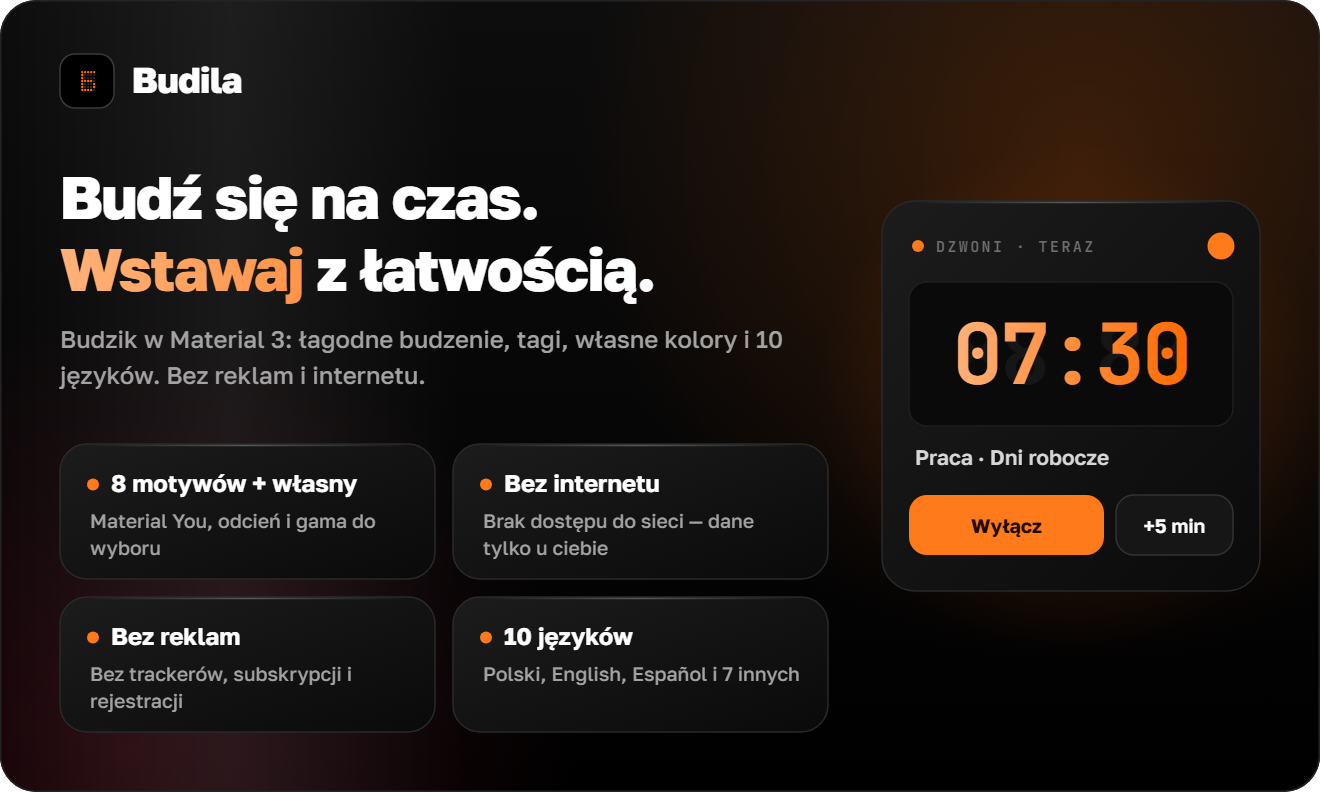 Budila
Budź się na czas.
Wstawaj z łatwością.
Budzik w Material 3: łagodne budzenie, tagi, własne kolory i 10
języków. Bez reklam i internetu.
8 motywów + własny
Material You, odcień i gama do
wyboru
Bez internetu
Brak dostępu do sieci — dane
tylko u ciebie
Bez reklam
Bez trackerów, subskrypcji i
rejestracji
10 języków
Polski, English, Español i 7 innych
DZWONI · TERAZ
07:30
Praca · Dni robocze
Wyłącz
+5 min